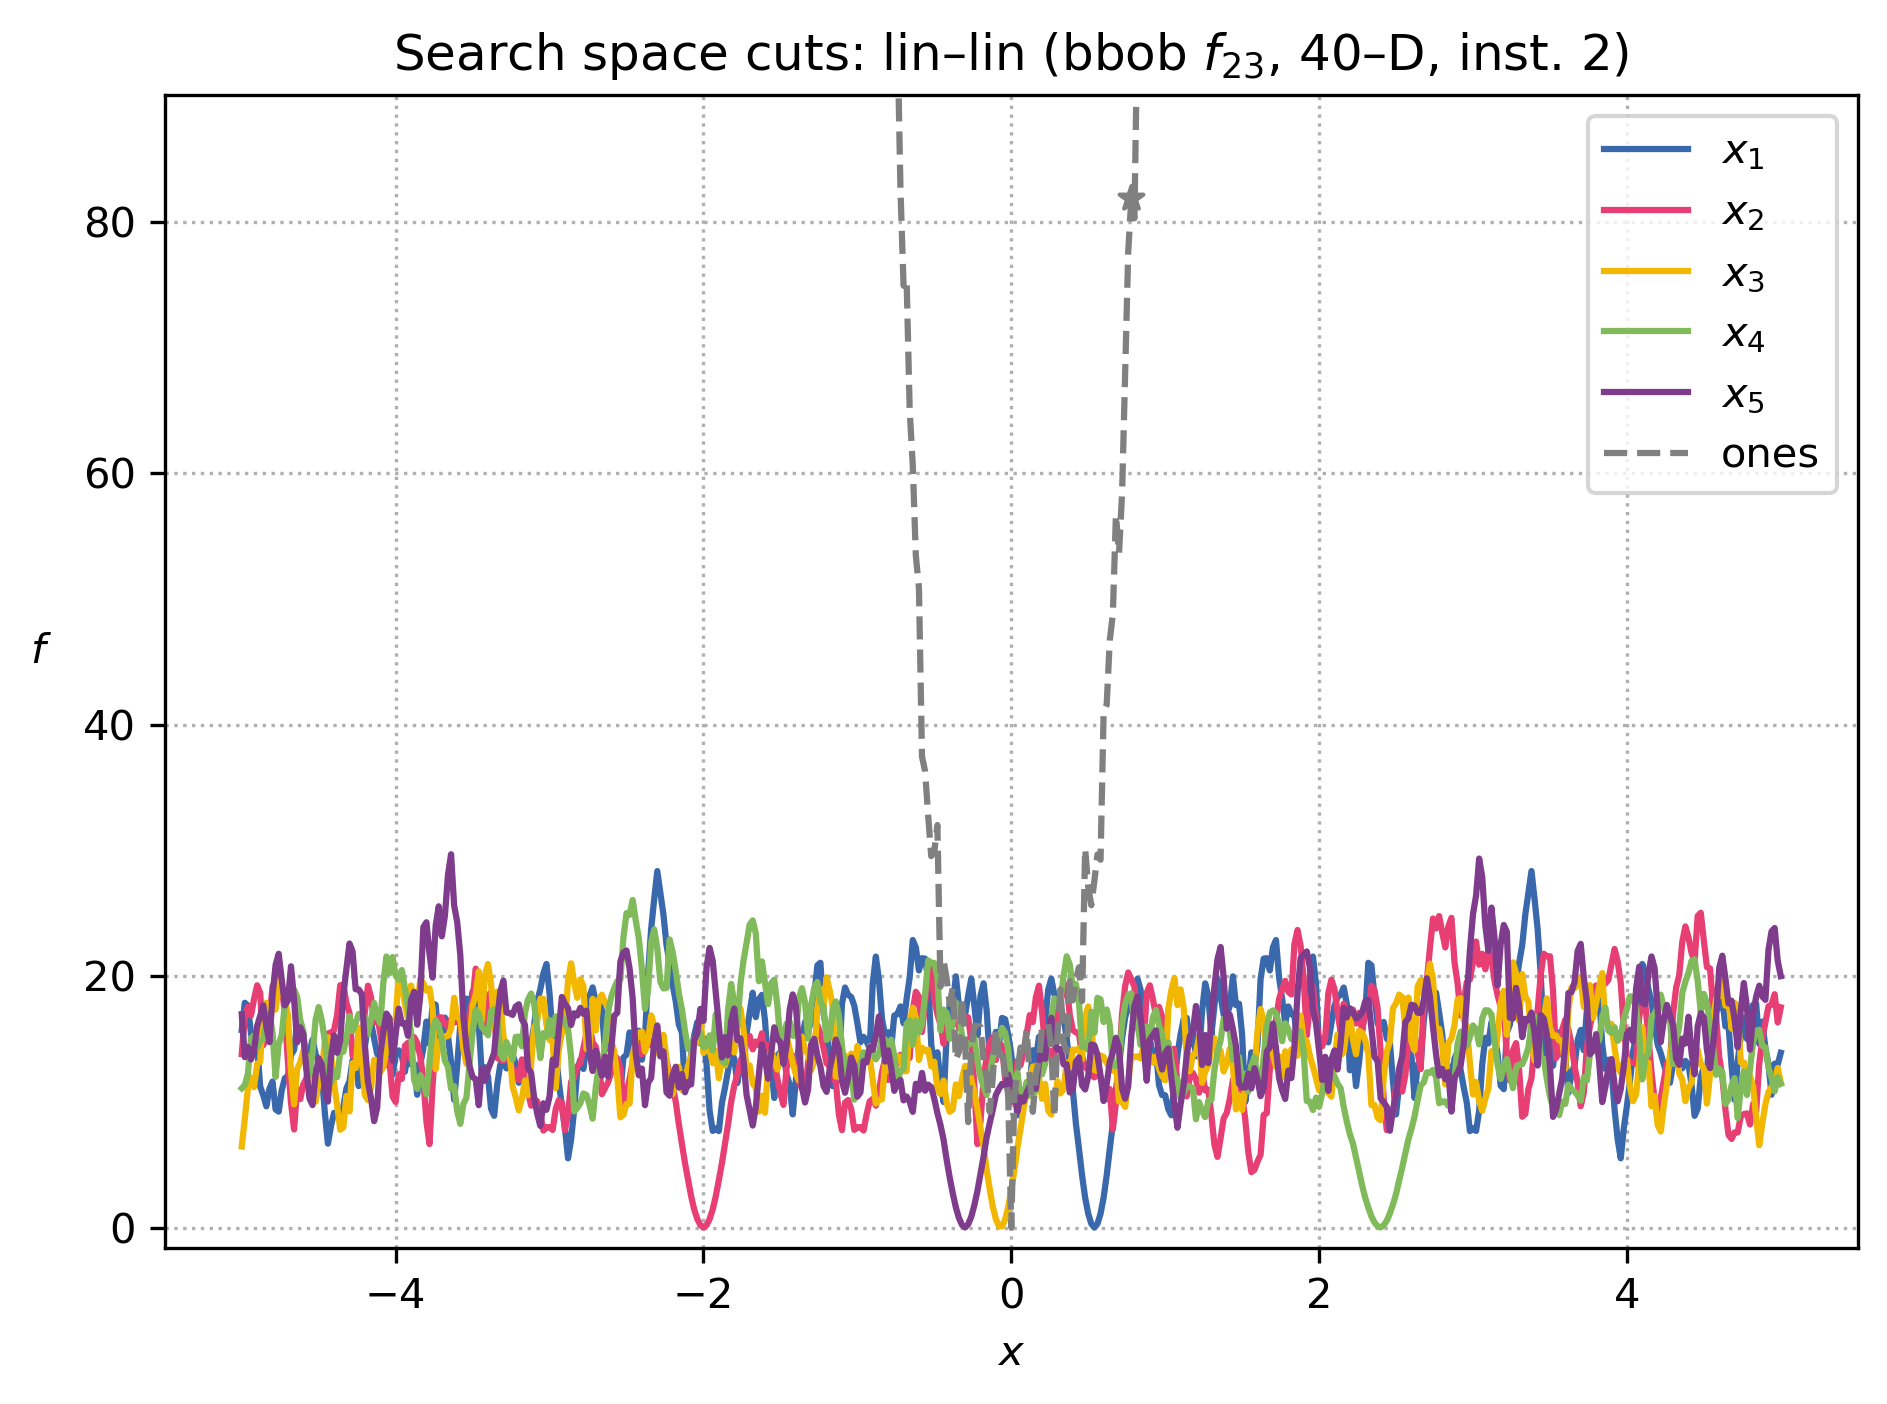 Search space cuts: lin–lin (bbob f₂₃, 40–D, inst. 2)
80
60
40
20
0
f
−4
−2
0
2
4
x
x₁
x₂
x₃
x₄
x₅
ones